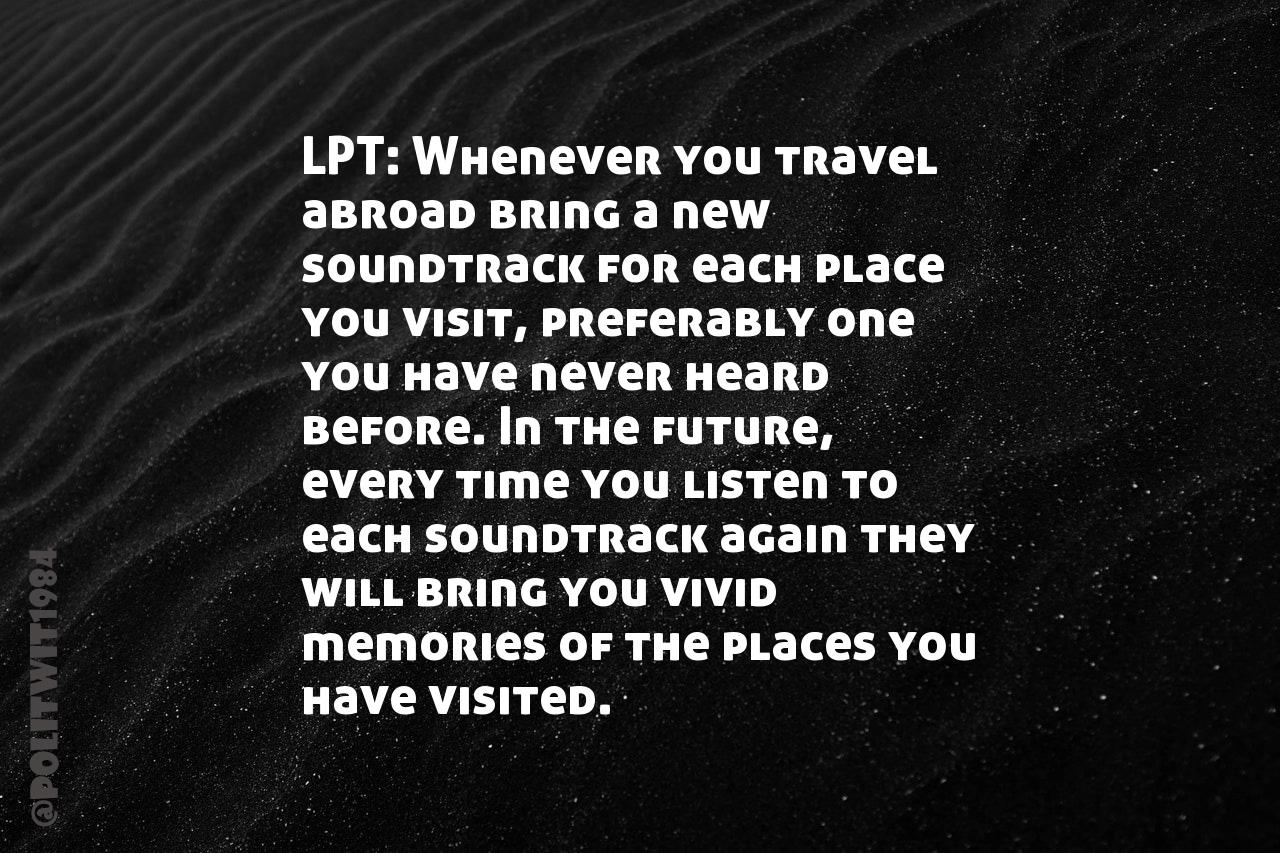 LPT: Whenever you travel
abroad bring a new
soundtrack for each place
you visit, preferably one
you have never heard
before. In the future,
every time you listen to
each soundtrack again they
will bring you vivid
memories of the places you
have visited.
@politwit1984